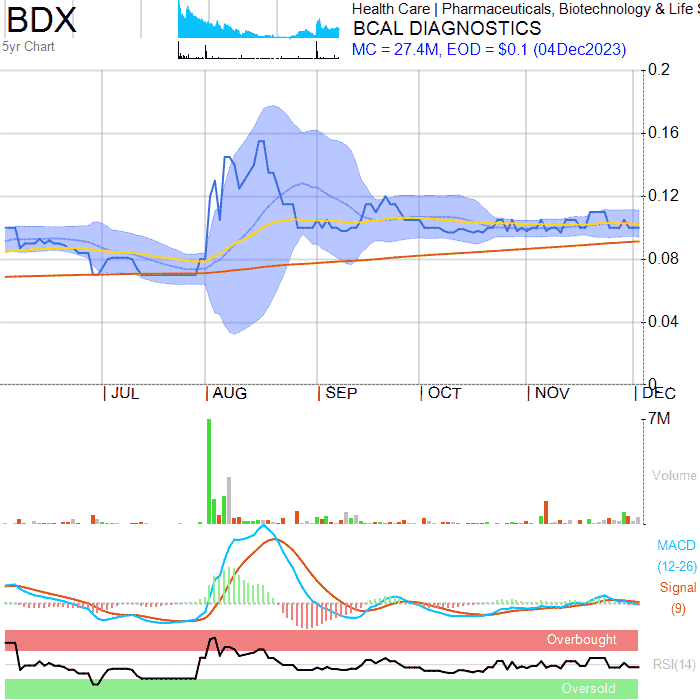 BDX
5yr Chart
Health Care | Pharmaceuticals, Biotechnology & Life
BCAL DIAGNOSTICS
MC = 27.4M, EOD = $0.1 (04Dec2023)
0.2
0.16
0.12
0.08
0.04
0
JUL AUG SEP OCT NOV DEC
7M
Volume
MACD
(12-26)
Signal
(9)
Overbought
RSI(14)
Oversold